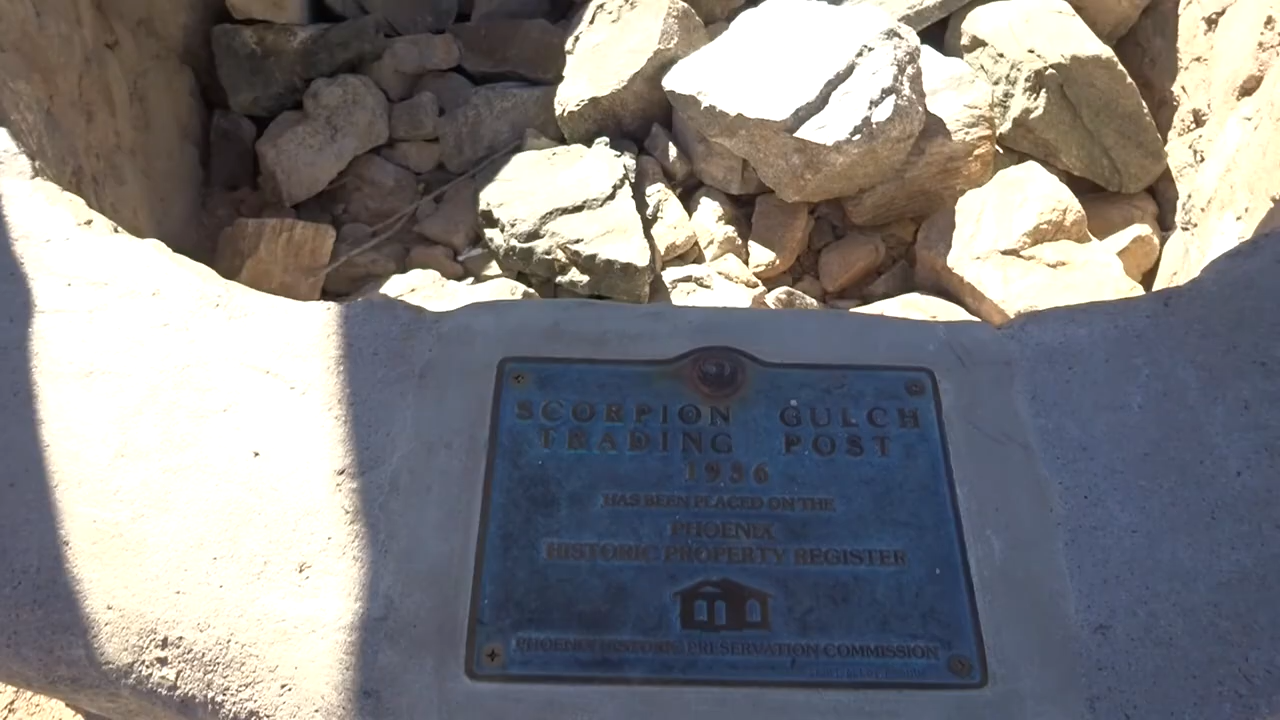 SCORPION GULCH
TRADING POST
1936
HAS BEEN PLACED ON THE
PHOENIX
HISTORIC PROPERTY REGISTER
PHOENIX HISTORIC PRESERVATION COMMISSION